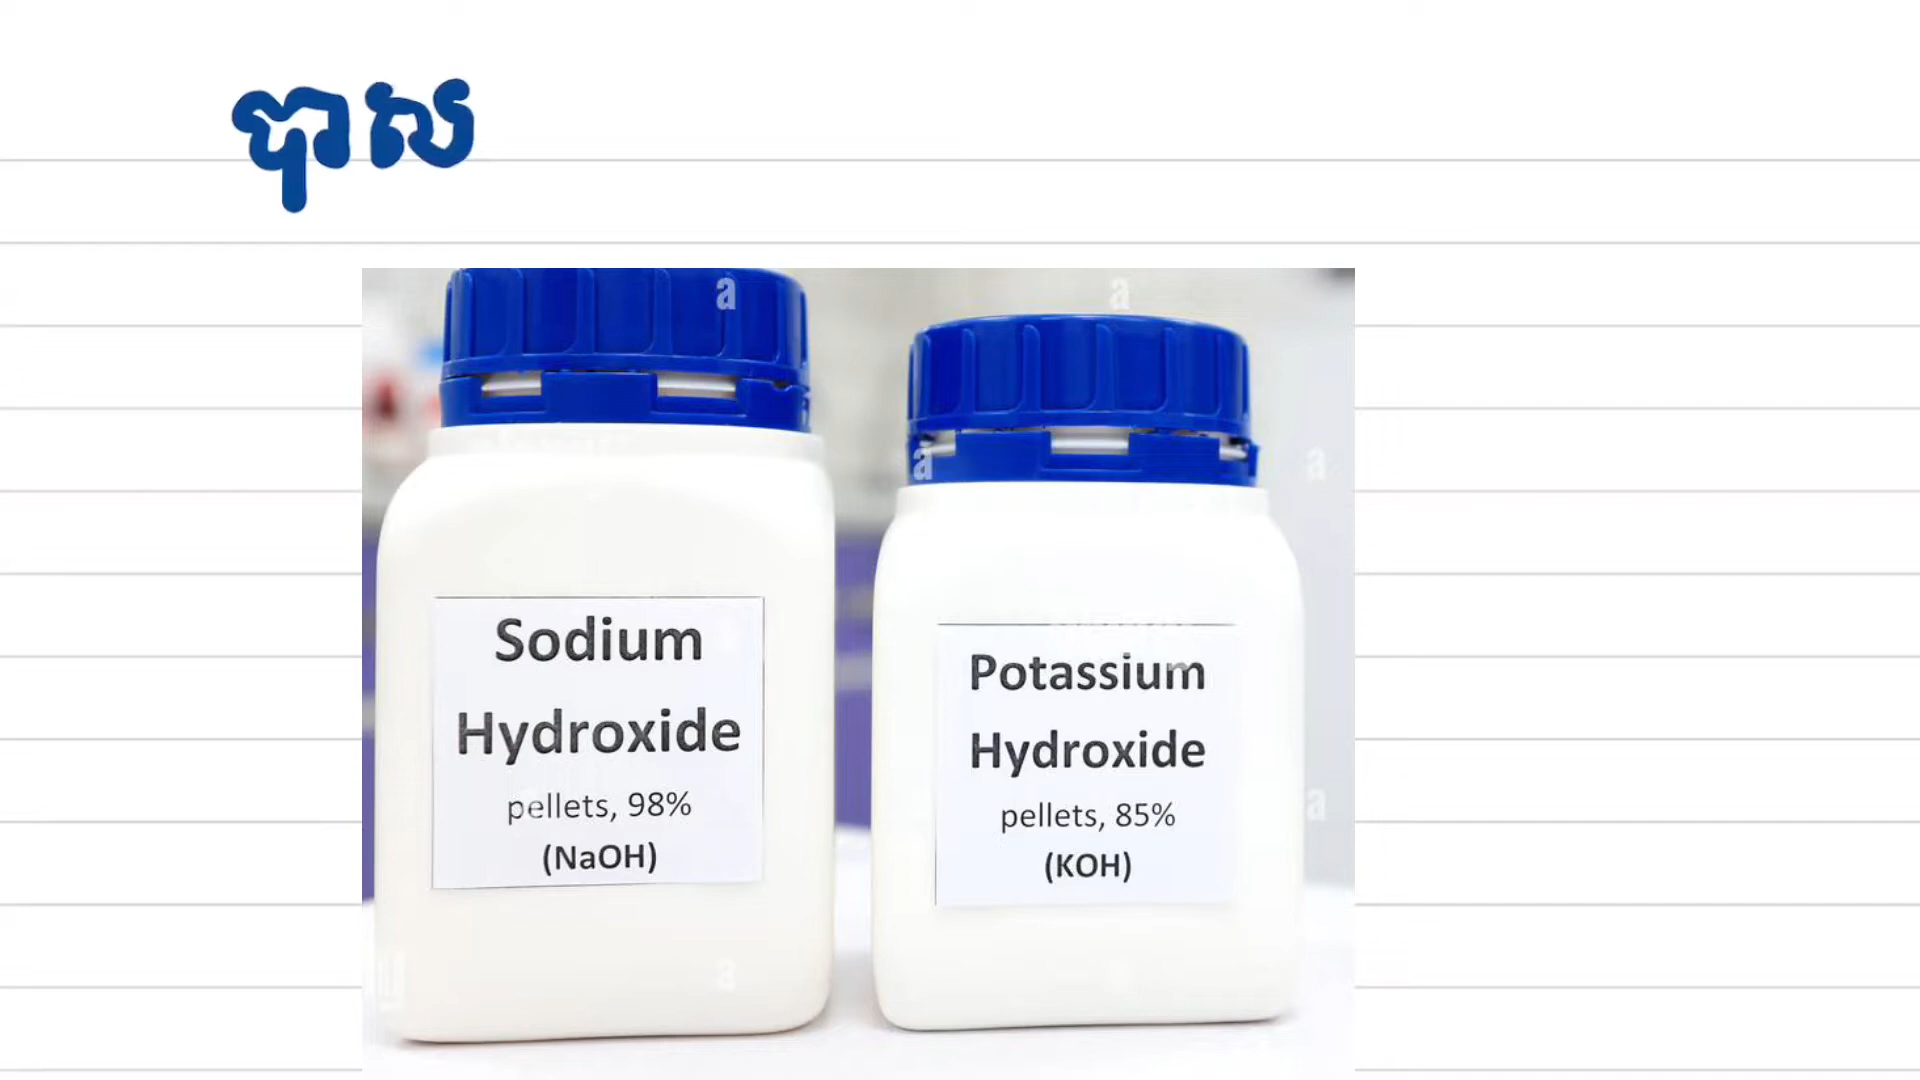 បាស
Sodium
Hydroxide
pellets, 98%
(NaOH)
Potassium
Hydroxide
pellets, 85%
(KOH)
a
a
a
a
a
a